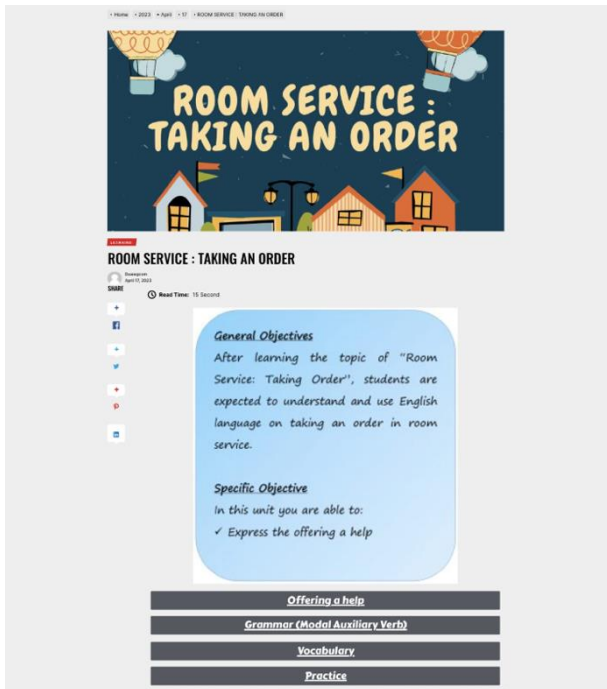 Home 2023 April 17 ROOM SERVICE : TAKING AN ORDER
ROOM SERVICE :
TAKING AN ORDER
LEARNING
ROOM SERVICE : TAKING AN ORDER
April 17, 2023
SHARE
Read Time: 15 Second
General Objectives
After learning the topic of "Room
Service: Taking Order", students are
expected to understand and use English
language on taking an order in room
service.
Specific Objective
In this unit you are able to:
✓ Express the offering a help
Offering a help
Grammar (Modal Auxiliary Verb)
Vocabulary
Practice